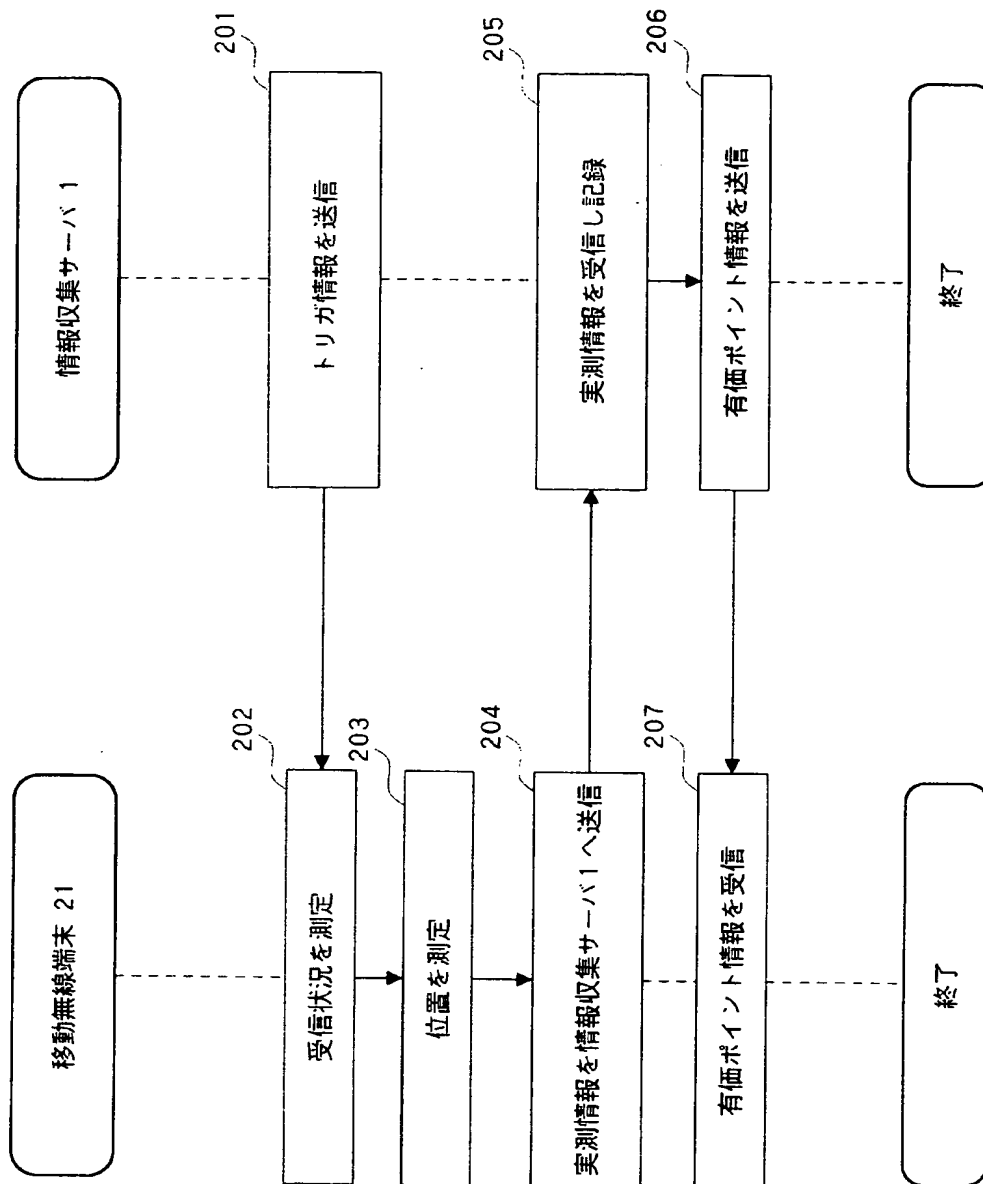 移動無線端末 21
情報収集サーバ 1
201
トリガ情報を送信
202
受信状況を測定
203
位置を測定
204
実測情報を情報収集サーバ1へ送信
205
実測情報を受信し記録
206
有価ポイント情報を送信
207
有価ポイント情報を受信
終了
終了